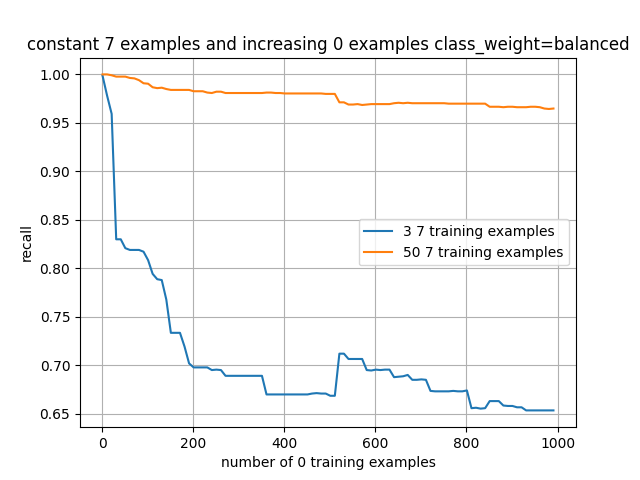 constant 7 examples and increasing 0 examples class_weight=balanced
1.00
0.95
0.90
0.85
0.80
0.75
0.70
0.65
recall
3 7 training examples
50 7 training examples
0 200 400 600 800 1000
number of 0 training examples